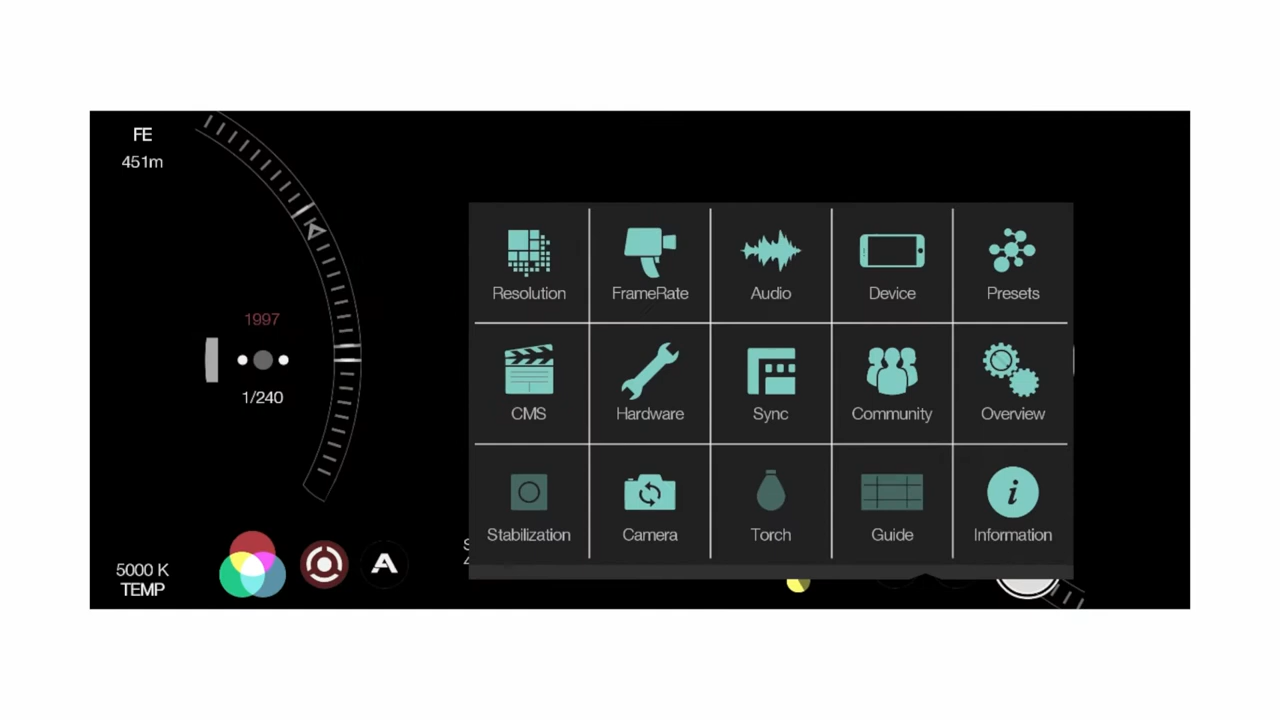 FE
451m
1997
1/240
5000 K
TEMP
A
Resolution
FrameRate
Audio
Device
Presets
CMS
Hardware
Sync
Community
Overview
Stabilization
Camera
Torch
Guide
Information